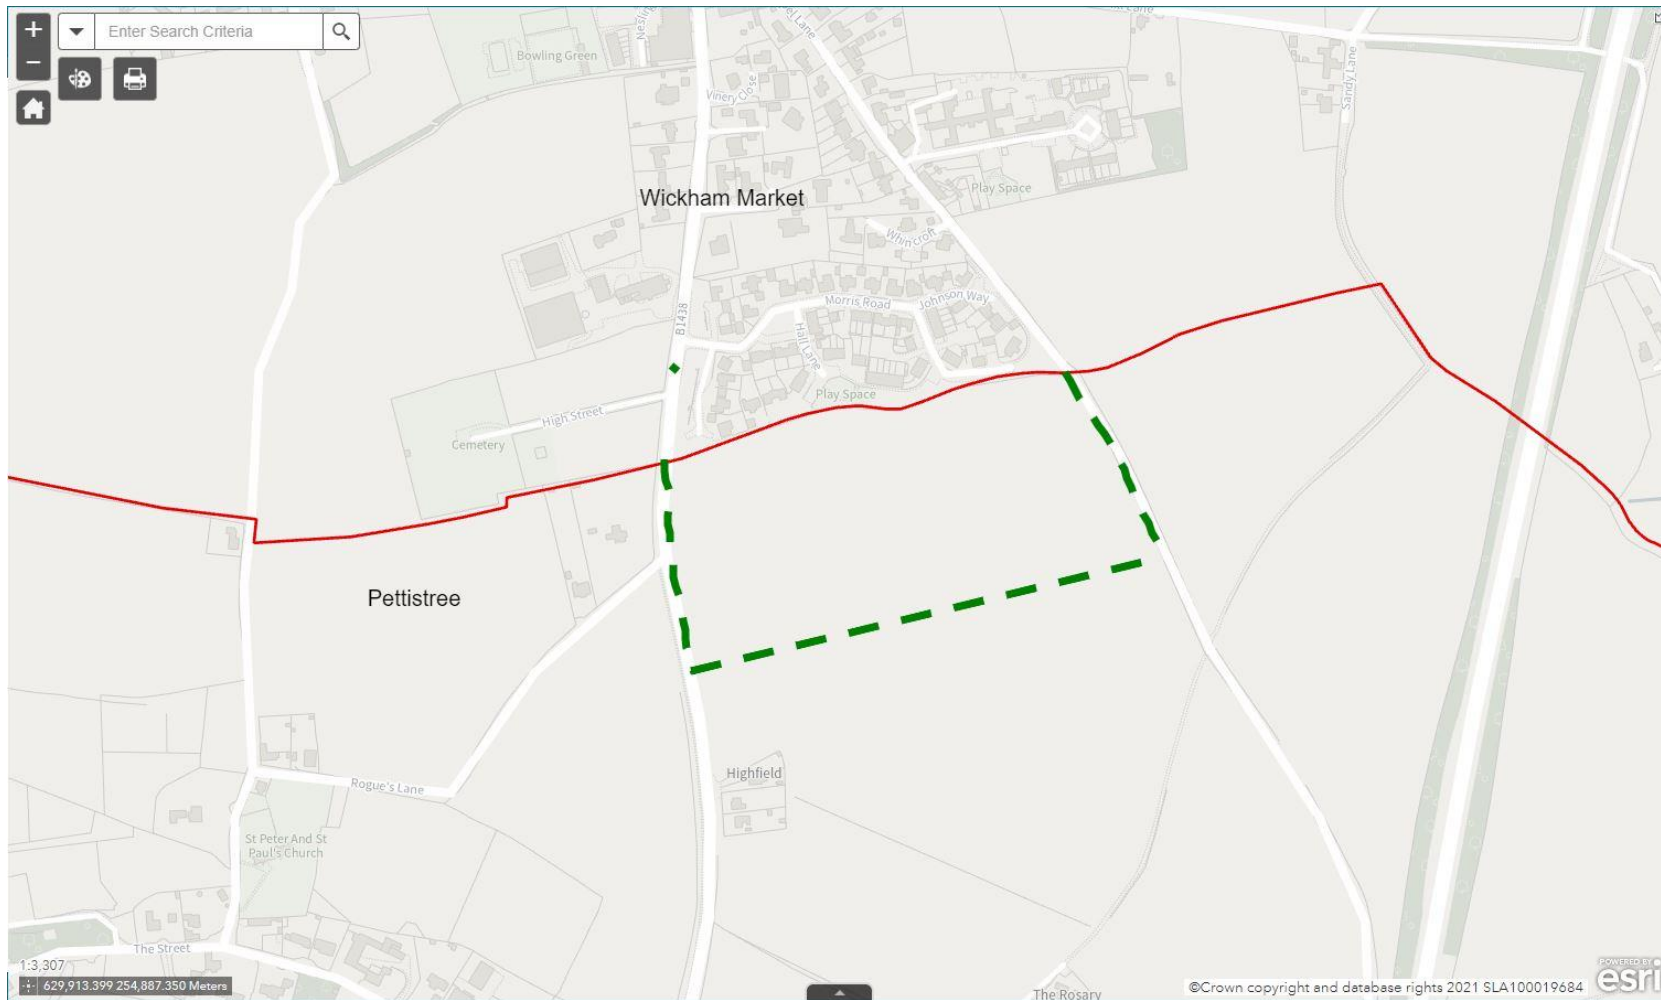 Enter Search Criteria
Bowling Green
Vinery Close
Sandy Lane
Wickham Market
Play Space
Whincroft
B1438
Morris Road
Johnson Way
Hall Lane
Play Space
High Street
Cemetery
Pettistree
Highfield
Rogue's Lane
St Peter And St
Paul's Church
The Street
1:3,307
629,913.399 254,887.350 Meters
The Rosary
©Crown copyright and database rights 2021 SLA100019684
POWERED BY
esri